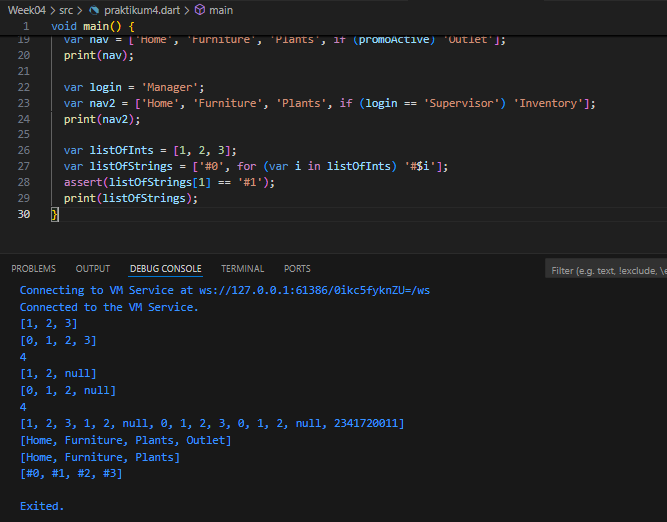 Week04 > src > praktikum4.dart > main
1 void main() {
19 var nav = ['Home', 'Furniture', 'Plants', if (promoActive) 'Outlet'];
20 print(nav);
21
22 var login = 'Manager';
23 var nav2 = ['Home', 'Furniture', 'Plants', if (login == 'Supervisor') 'Inventory'];
24 print(nav2);
25
26 var listOfInts = [1, 2, 3];
27 var listOfStrings = ['#0', for (var i in listOfInts) '#$i'];
28 assert(listOfStrings[1] == '#1');
29 print(listOfStrings);
30 }
PROBLEMS OUTPUT DEBUG CONSOLE TERMINAL PORTS Filter (e.g. text, !exclude, \e
Connecting to VM Service at ws://127.0.0.1:61386/0ikc5fyknZU=/ws
Connected to the VM Service.
[1, 2, 3]
[0, 1, 2, 3]
4
[1, 2, null]
[0, 1, 2, null]
4
[1, 2, 3, 1, 2, null, 0, 1, 2, 3, 0, 1, 2, null, 2341720011]
[Home, Furniture, Plants, Outlet]
[Home, Furniture, Plants]
[#0, #1, #2, #3]
Exited.